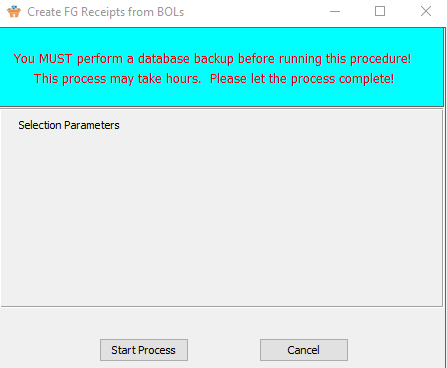 Create FG Receipts from BOLs
You MUST perform a database backup before running this procedure!
This process may take hours.  Please let the process complete!
Selection Parameters
Start Process
Cancel